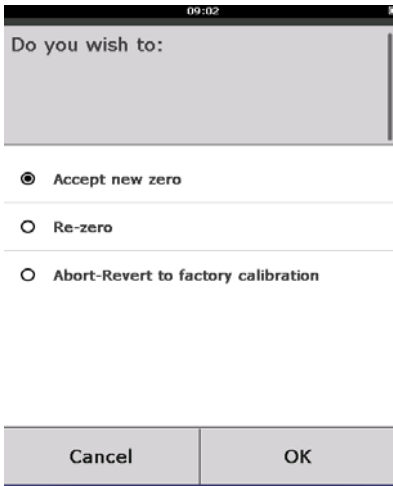 09:02
Do you wish to:
Accept new zero
Re-zero
Abort-Revert to factory calibration
Cancel OK